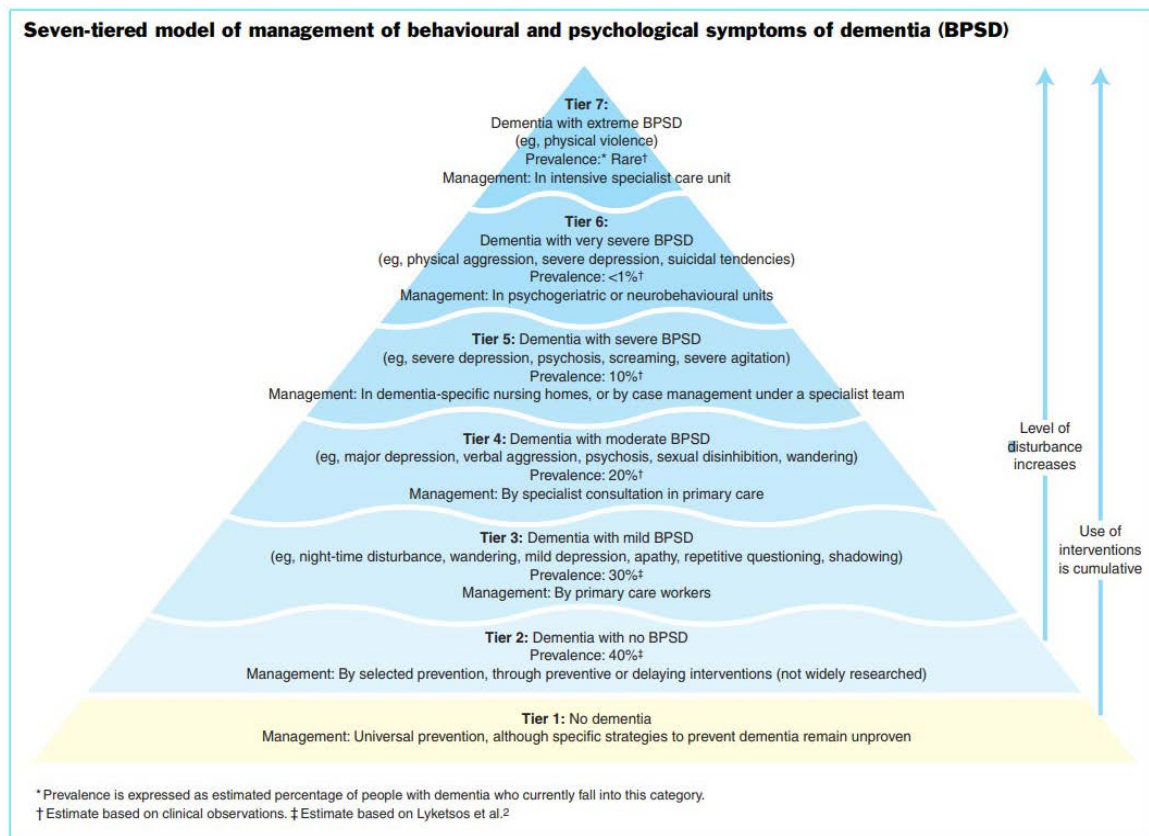 Seven-tiered model of management of behavioural and psychological symptoms of dementia (BPSD)
Tier 7:
Dementia with extreme BPSD
(eg, physical violence)
Prevalence:* Rare†
Management: In intensive specialist care unit
Tier 6:
Dementia with very severe BPSD
(eg, physical aggression, severe depression, suicidal tendencies)
Prevalence: <1%†
Management: In psychogeriatric or neurobehavioural units
Tier 5: Dementia with severe BPSD
(eg, severe depression, psychosis, screaming, severe agitation)
Prevalence: 10%†
Management: In dementia-specific nursing homes, or by case management under a specialist team
Tier 4: Dementia with moderate BPSD
(eg, major depression, verbal aggression, psychosis, sexual disinhibition, wandering)
Prevalence: 20%†
Management: By specialist consultation in primary care
Tier 3: Dementia with mild BPSD
(eg, night-time disturbance, wandering, mild depression, apathy, repetitive questioning, shadowing)
Prevalence: 30%‡
Management: By primary care workers
Tier 2: Dementia with no BPSD
Prevalence: 40%‡
Management: By selected prevention, through preventive or delaying interventions (not widely researched)
Tier 1: No dementia
Management: Universal prevention, although specific strategies to prevent dementia remain unproven
Level of
disturbance
increases
Use of
interventions
is cumulative
* Prevalence is expressed as estimated percentage of people with dementia who currently fall into this category.
† Estimate based on clinical observations. ‡ Estimate based on Lyketsos et al.²